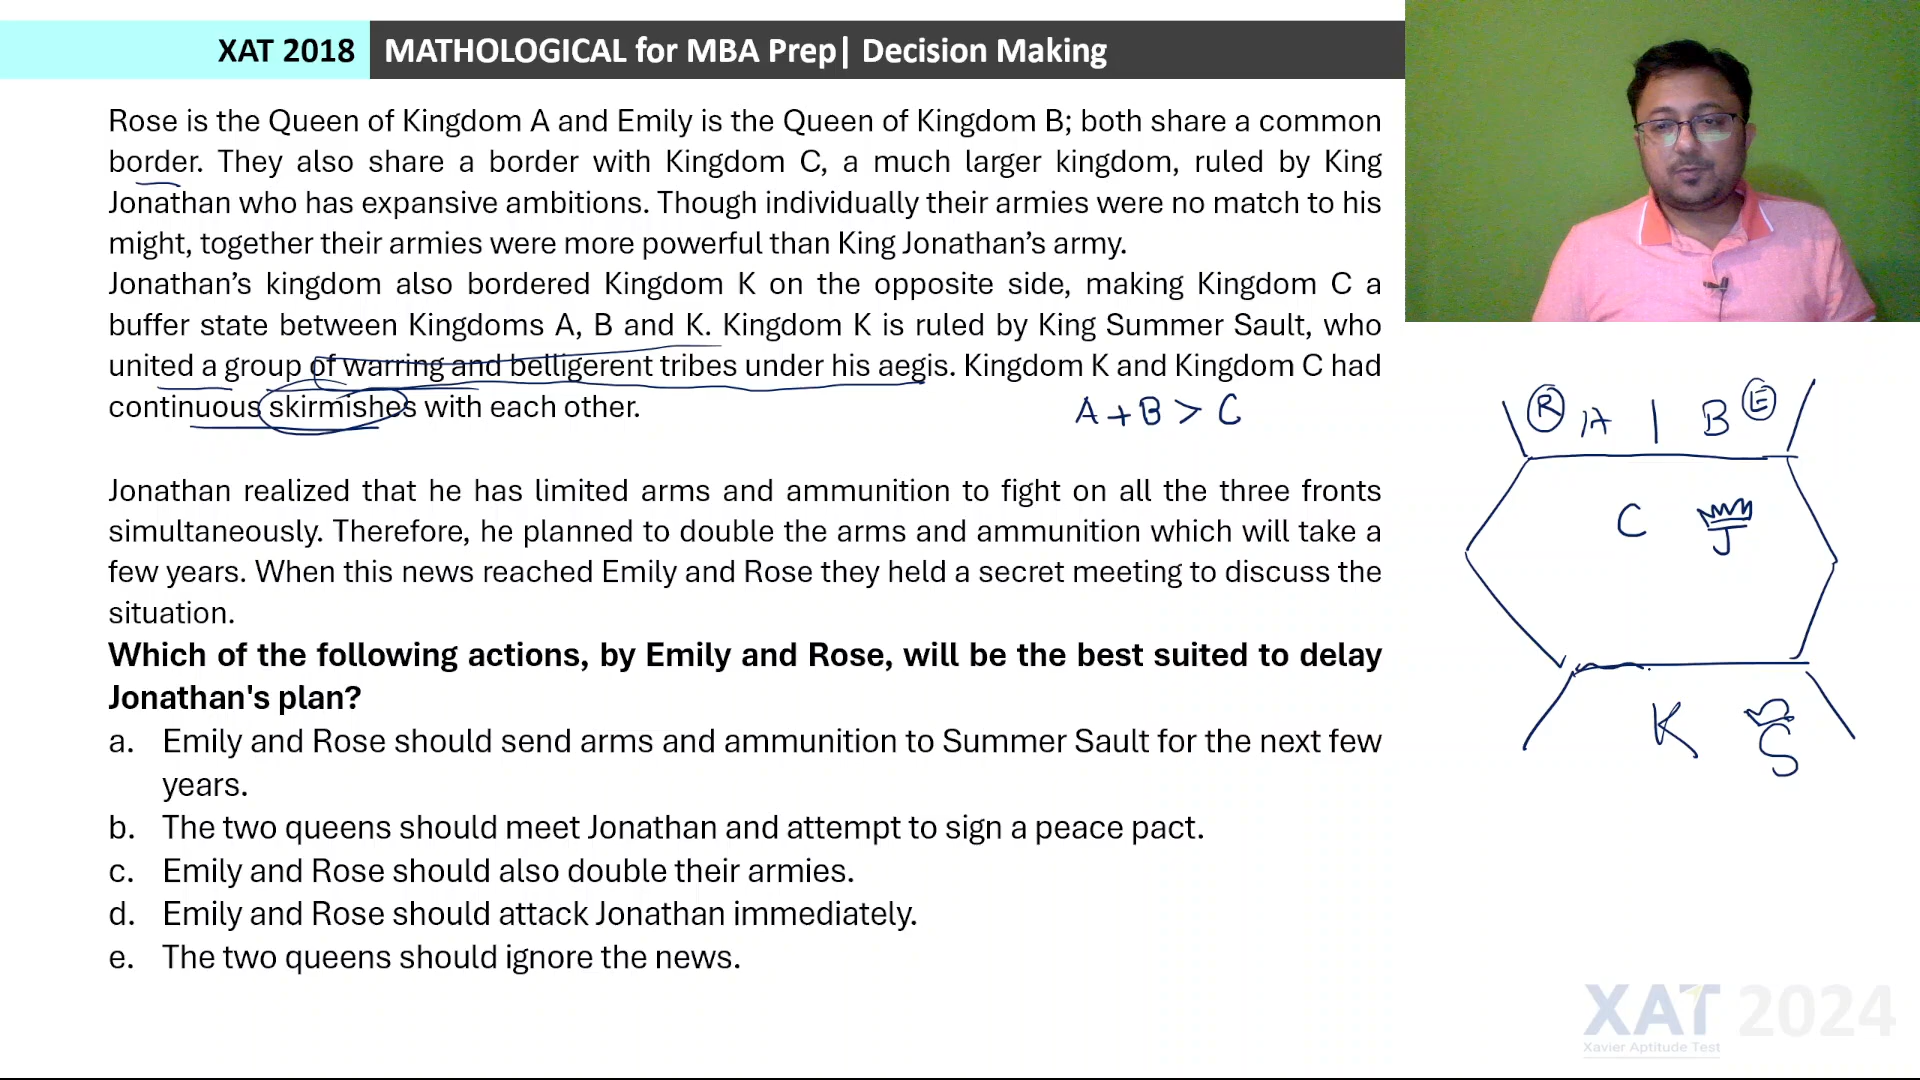 XAT 2018
MATHOLOGICAL for MBA Prep| Decision Making
Rose is the Queen of Kingdom A and Emily is the Queen of Kingdom B; both share a common
border. They also share a border with Kingdom C, a much larger kingdom, ruled by King
Jonathan who has expansive ambitions. Though individually their armies were no match to his
might, together their armies were more powerful than King Jonathan's army.
Jonathan's kingdom also bordered Kingdom K on the opposite side, making Kingdom C a
buffer state between Kingdoms A, B and K. Kingdom K is ruled by King Summer Sault, who
united a group of warring and belligerent tribes under his aegis. Kingdom K and Kingdom C had
continuous skirmishes with each other.
A + B > C
Jonathan realized that he has limited arms and ammunition to fight on all the three fronts
simultaneously. Therefore, he planned to double the arms and ammunition which will take a
few years. When this news reached Emily and Rose they held a secret meeting to discuss the
situation.
Which of the following actions, by Emily and Rose, will be the best suited to delay
Jonathan's plan?
a. Emily and Rose should send arms and ammunition to Summer Sault for the next few
years.
b. The two queens should meet Jonathan and attempt to sign a peace pact.
c. Emily and Rose should also double their armies.
d. Emily and Rose should attack Jonathan immediately.
e. The two queens should ignore the news.
R A | B E
C J
K S
XAT 2024
Xavier Aptitude Test